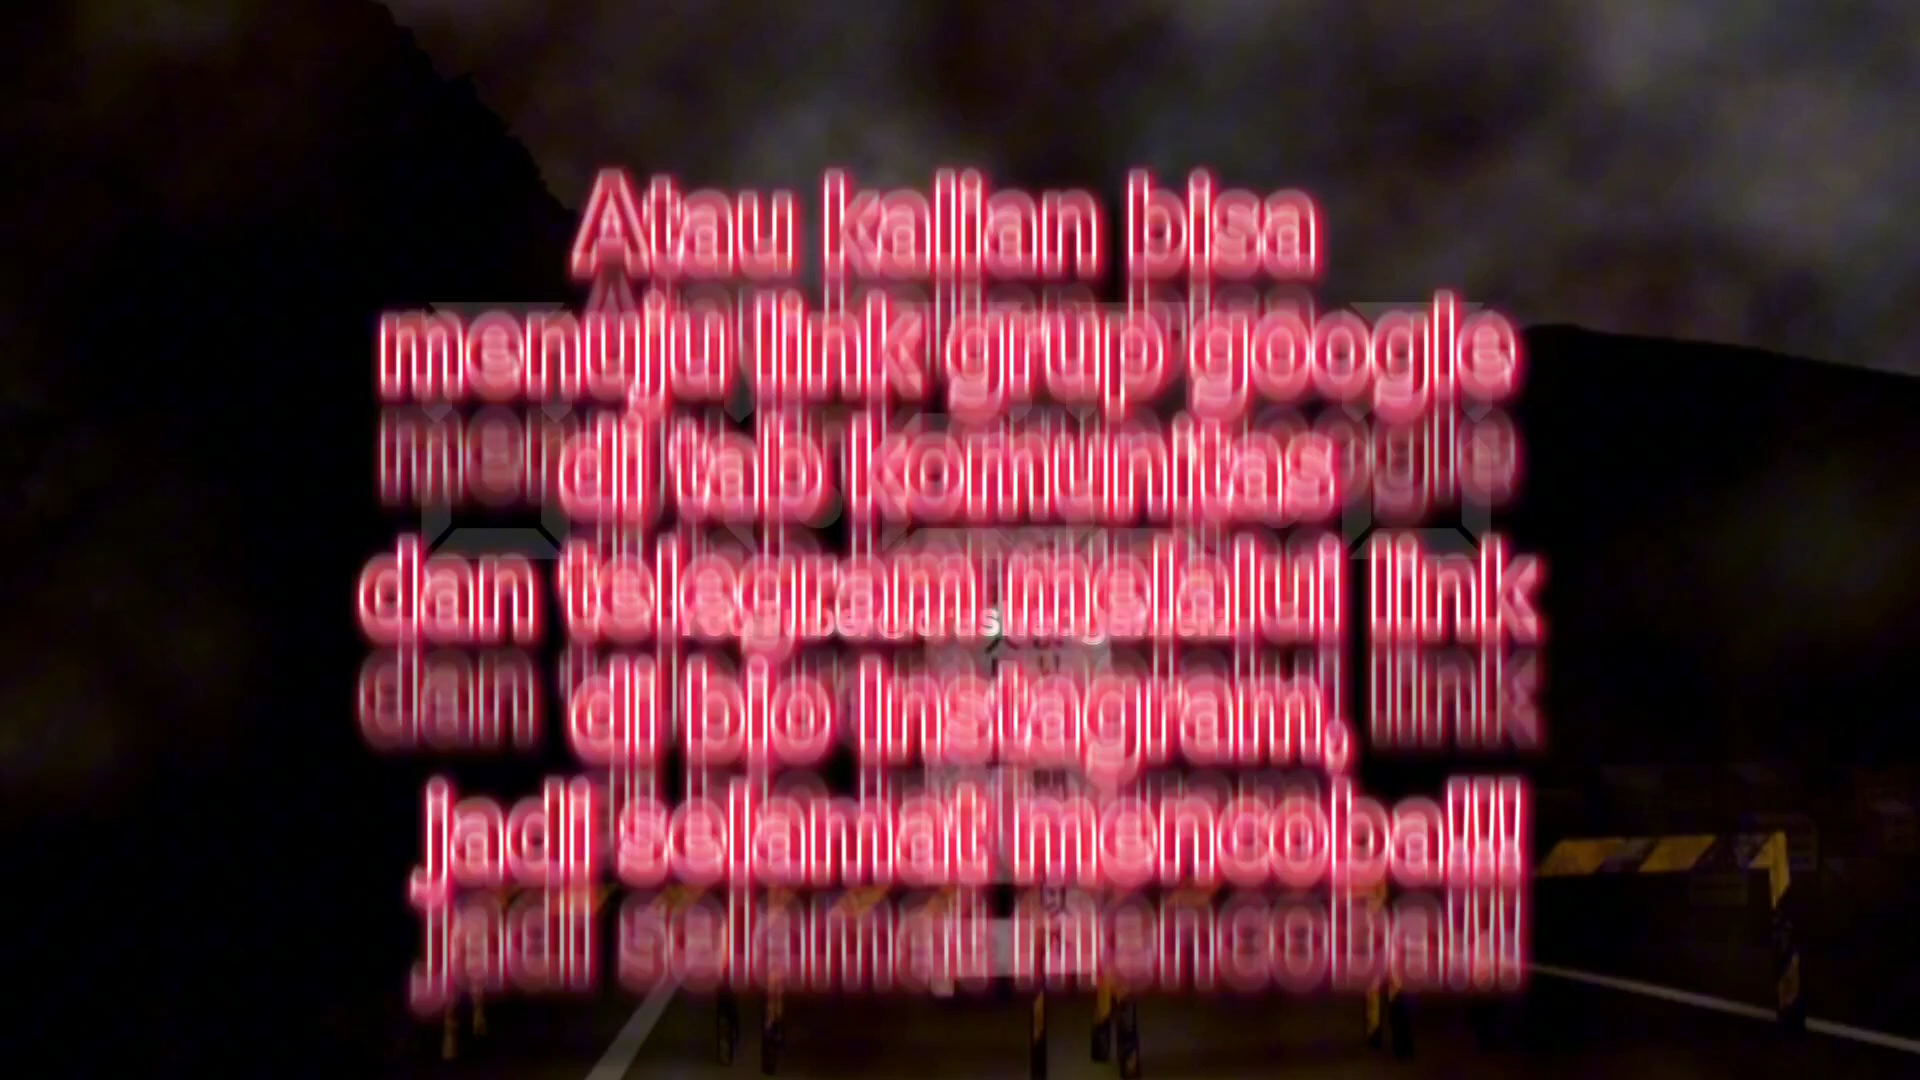 Atau kalian bisa
menuju link grup google
di tab komunitas
dan telegram melalui link
di bio Instagram,
jadi selamat mencoba!!!